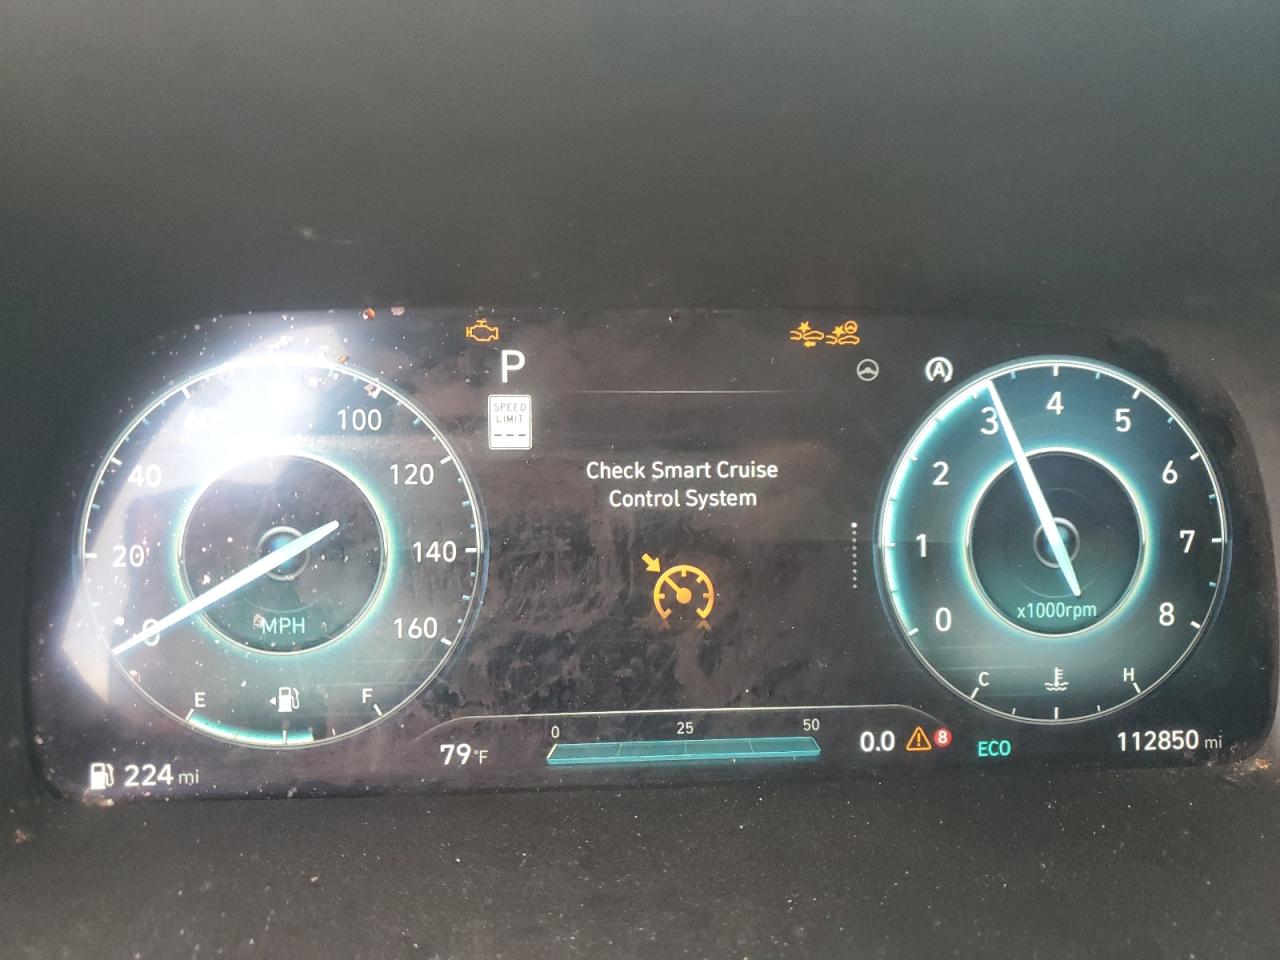 P
SPEED
LIMIT
---
40
100
20
120
0
140
160
MPH
E
F
224 mi
Check Smart Cruise
Control System
79°F
0
25
50
0.0
8
A
0
1
2
3
4
5
6
7
8
x1000rpm
C
H
ECO
112850 mi